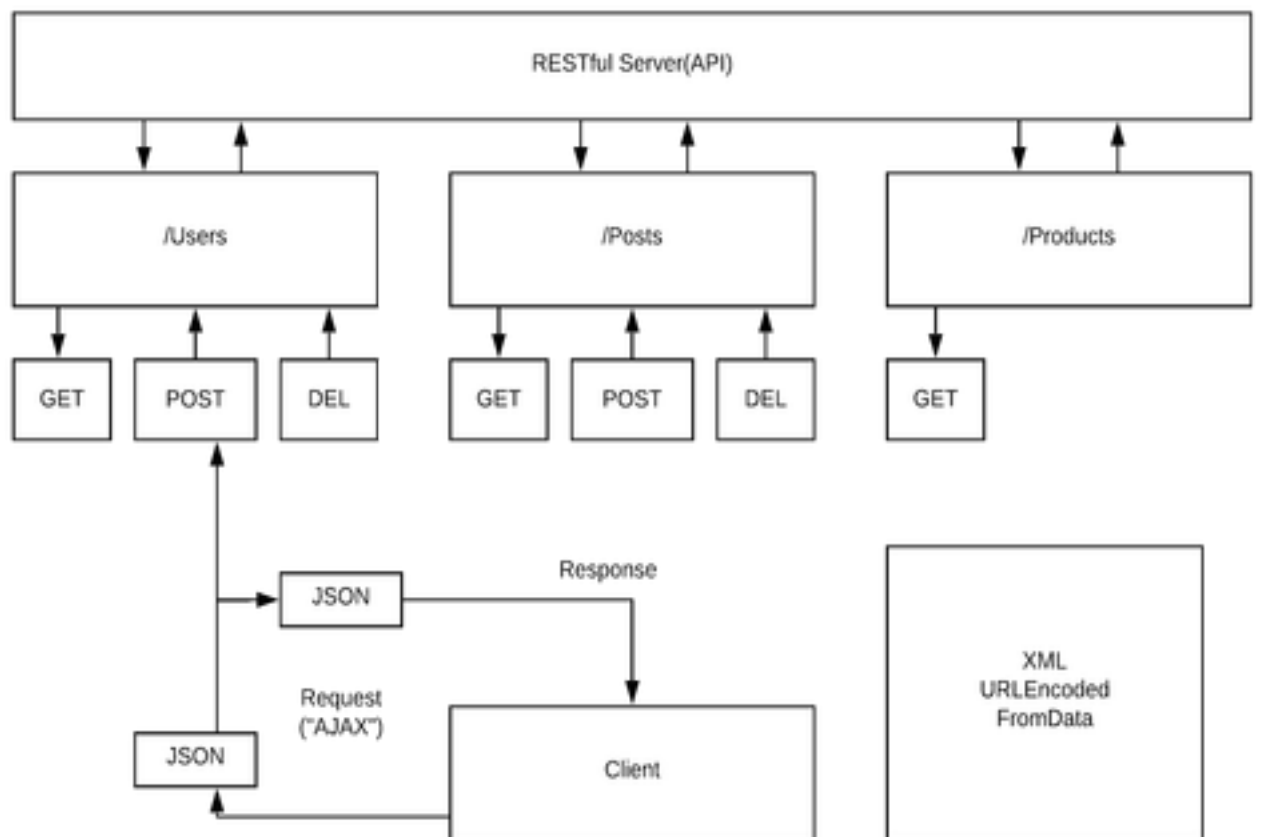 RESTful Server(API)
/Users
/Posts
/Products
GET
POST
DEL
GET
POST
DEL
GET
Response
JSON
Request
("AJAX")
JSON
Client
XML
URLEncoded
FromData